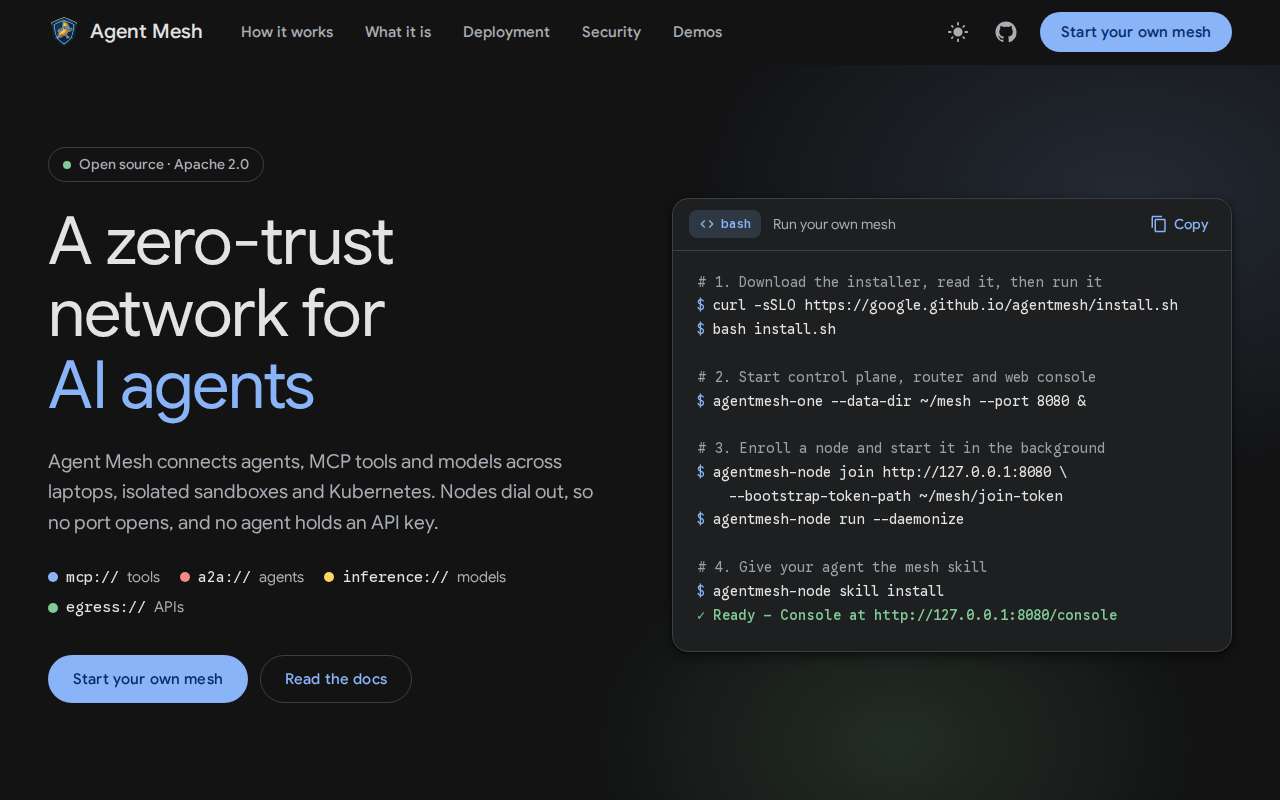 Agent Mesh
How it works
What it is
Deployment
Security
Demos
Start your own mesh
Open source · Apache 2.0
A zero-trust
network for
AI agents
Agent Mesh connects agents, MCP tools and models across
laptops, isolated sandboxes and Kubernetes. Nodes dial out, so
no port opens, and no agent holds an API key.
mcp:// tools
a2a:// agents
inference:// models
egress:// APIs
Start your own mesh
Read the docs
<> bash
Run your own mesh
Copy
# 1. Download the installer, read it, then run it
$ curl -sSLO https://google.github.io/agentmesh/install.sh
$ bash install.sh
# 2. Start control plane, router and web console
$ agentmesh-one --data-dir ~/mesh --port 8080 &
# 3. Enroll a node and start it in the background
$ agentmesh-node join http://127.0.0.1:8080 \
--bootstrap-token-path ~/mesh/join-token
$ agentmesh-node run --daemonize
# 4. Give your agent the mesh skill
$ agentmesh-node skill install
✓ Ready — Console at http://127.0.0.1:8080/console